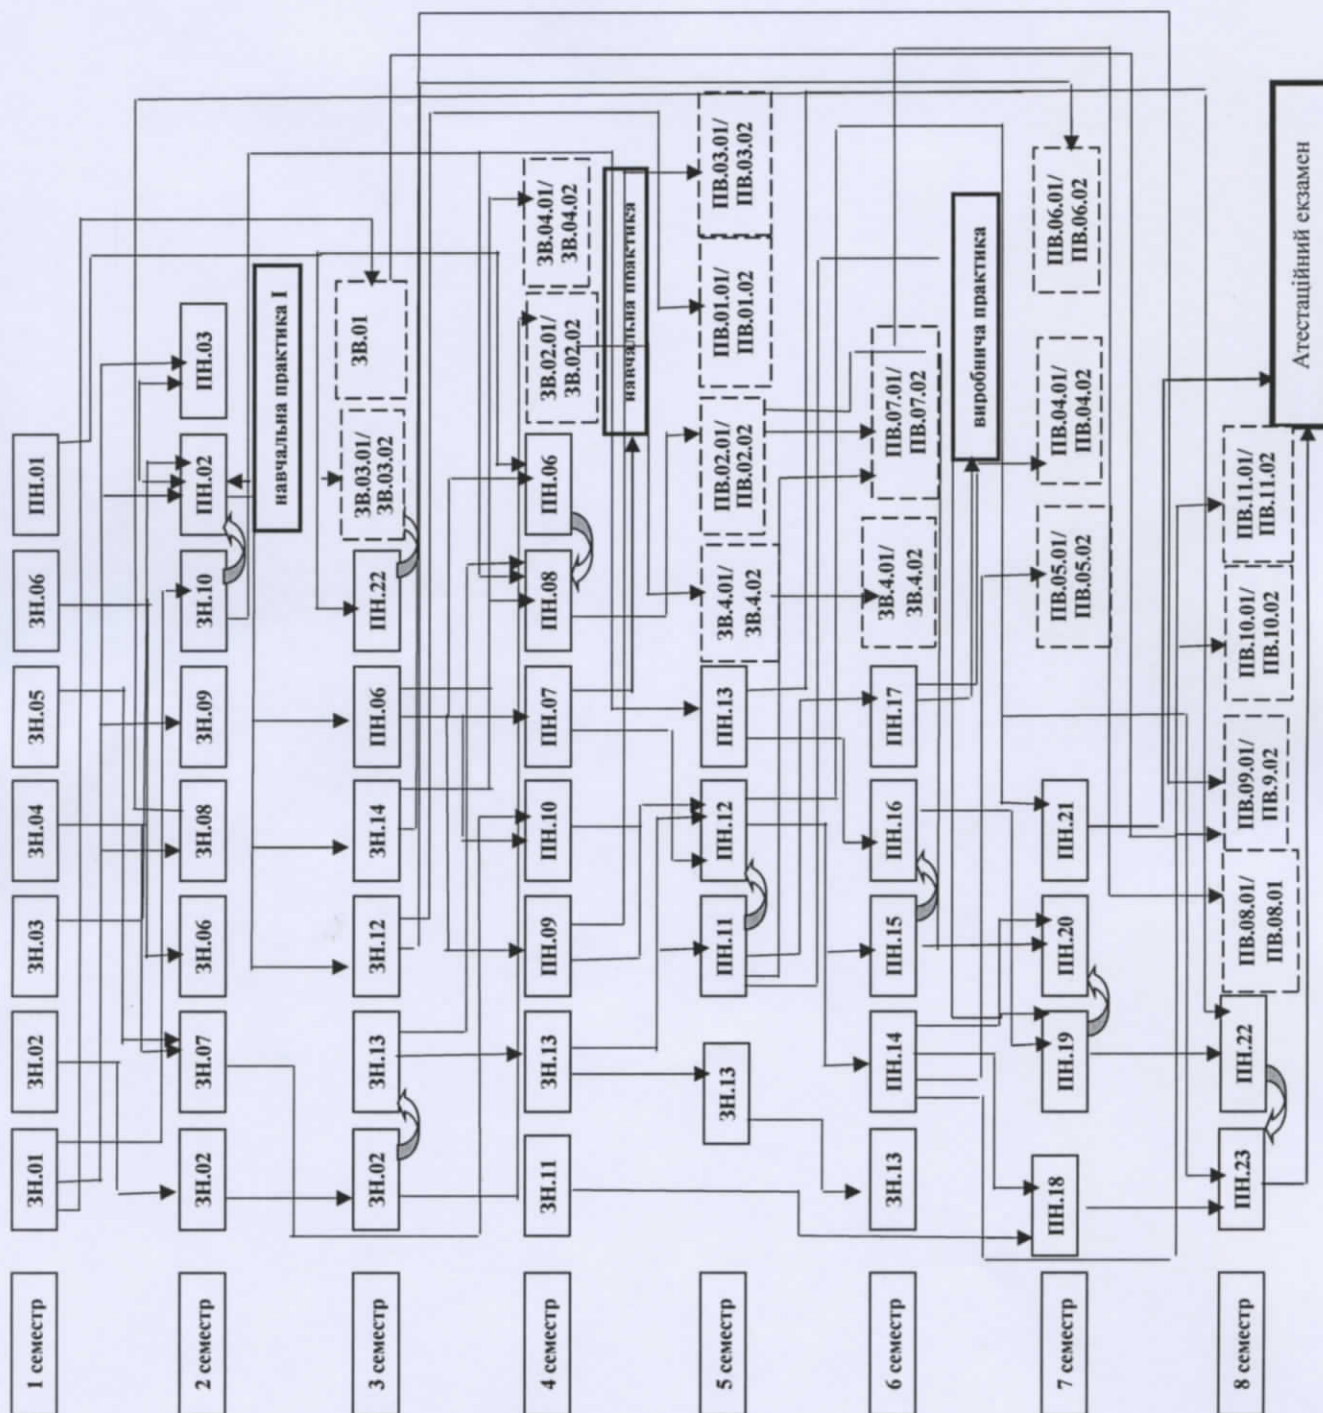 1 семестр
ЗН.01
ЗН.02
ЗН.03
ЗН.04
ЗН.05
ЗН.06
ПН.01
2 семестр
ЗН.02
ЗН.07
ЗН.06
ЗН.08
ЗН.09
ЗН.10
ПН.02
ПН.03
навчальна практика I
3 семестр
ЗН.02
ЗН.13
ЗН.12
ЗН.14
ПН.06
ПН.22
ЗВ.03.01/
ЗВ.03.02
ЗВ.01
4 семестр
ЗН.11
ЗН.13
ПН.09
ПН.10
ПН.07
ПН.08
ПН.06
ЗВ.02.01/
ЗВ.02.02
ЗВ.04.01/
ЗВ.04.02
навчальна практика
5 семестр
ЗН.13
ПН.11
ПН.12
ПН.13
ЗВ.4.01/
ЗВ.4.02
ПВ.02.01/
ПВ.02.02
ПВ.01.01/
ПВ.01.02
ПВ.03.01/
ПВ.03.02
6 семестр
ЗН.13
ПН.14
ПН.15
ПН.16
ПН.17
ЗВ.4.01/
ЗВ.4.02
ПВ.07.01/
ПВ.07.02
виробнича практика
7 семестр
ПН.18
ПН.19
ПН.20
ПН.21
ПВ.05.01/
ПВ.05.02
ПВ.04.01/
ПВ.04.02
ПВ.06.01/
ПВ.06.02
8 семестр
ПН.23
ПН.22
ПВ.08.01/
ПВ.08.01
ПВ.09.01/
ПВ.9.02
ПВ.10.01/
ПВ.10.02
ПВ.11.01/
ПВ.11.02
Атестаційний екзамен